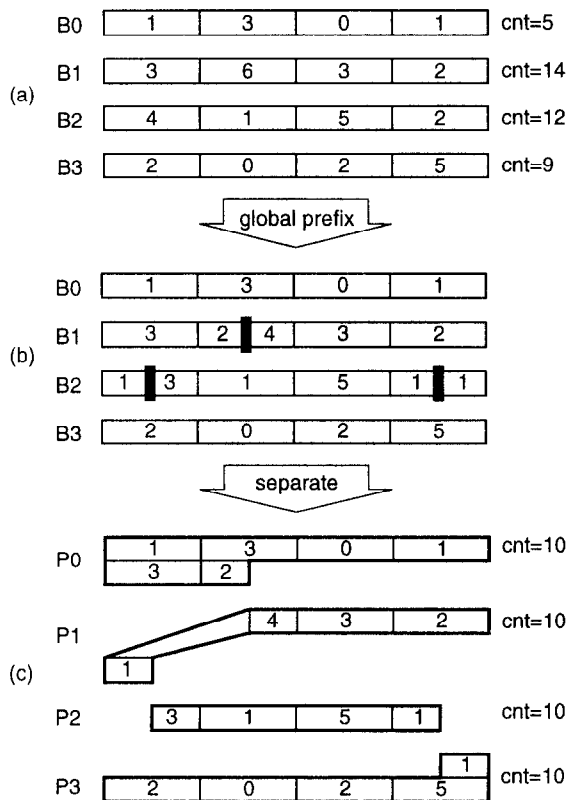 B0 1 3 0 1 cnt=5
B1 3 6 3 2 cnt=14
(a)
B2 4 1 5 2 cnt=12
B3 2 0 2 5 cnt=9
global prefix
B0 1 3 0 1
B1 3 2 4 3 2
(b)
B2 1 3 1 5 1 1
B3 2 0 2 5
separate
P0 1 3 0 1 cnt=10
3 2
P1 4 3 2 cnt=10
(c)
1
P2 3 1 5 1 cnt=10
1
P3 2 0 2 5 cnt=10